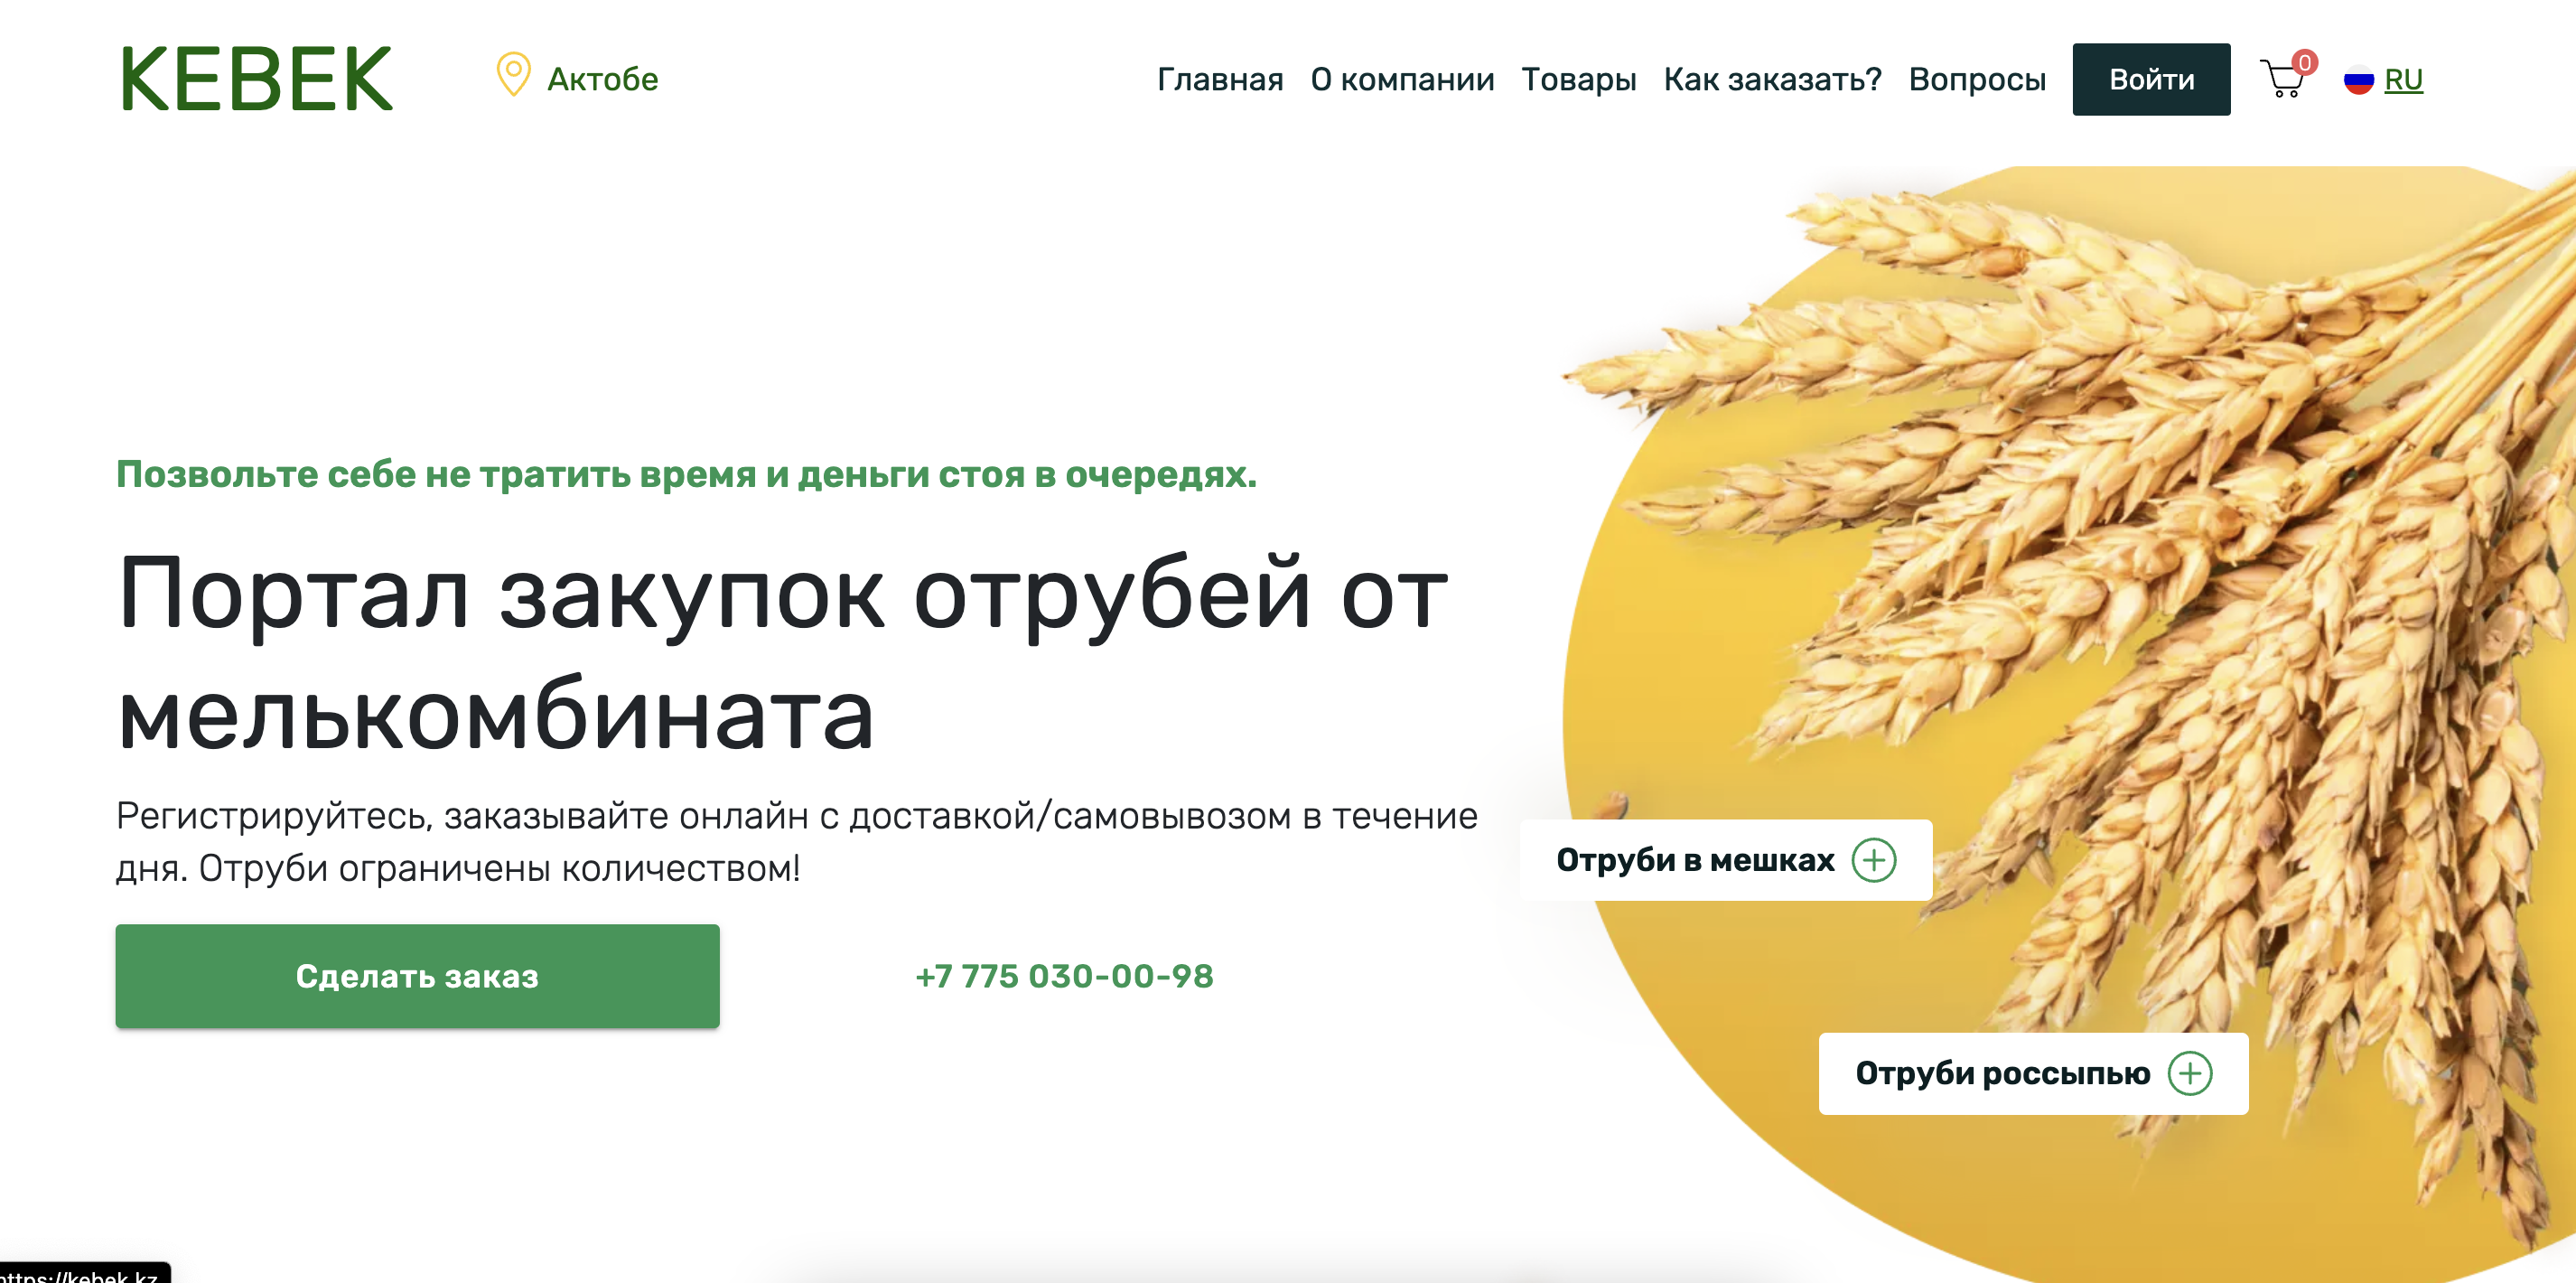 KEBEK
Актобе
Главная О компании Товары Как заказать? Вопросы Войти 0 RU
Позвольте себе не тратить время и деньги стоя в очередях.
Портал закупок отрубей от
мелькомбината
Регистрируйтесь, заказывайте онлайн с доставкой/самовывозом в течение
дня. Отруби ограничены количеством!
Отруби в мешках
Сделать заказ
+7 775 030-00-98
Отруби россыпью
https://kebek.kz